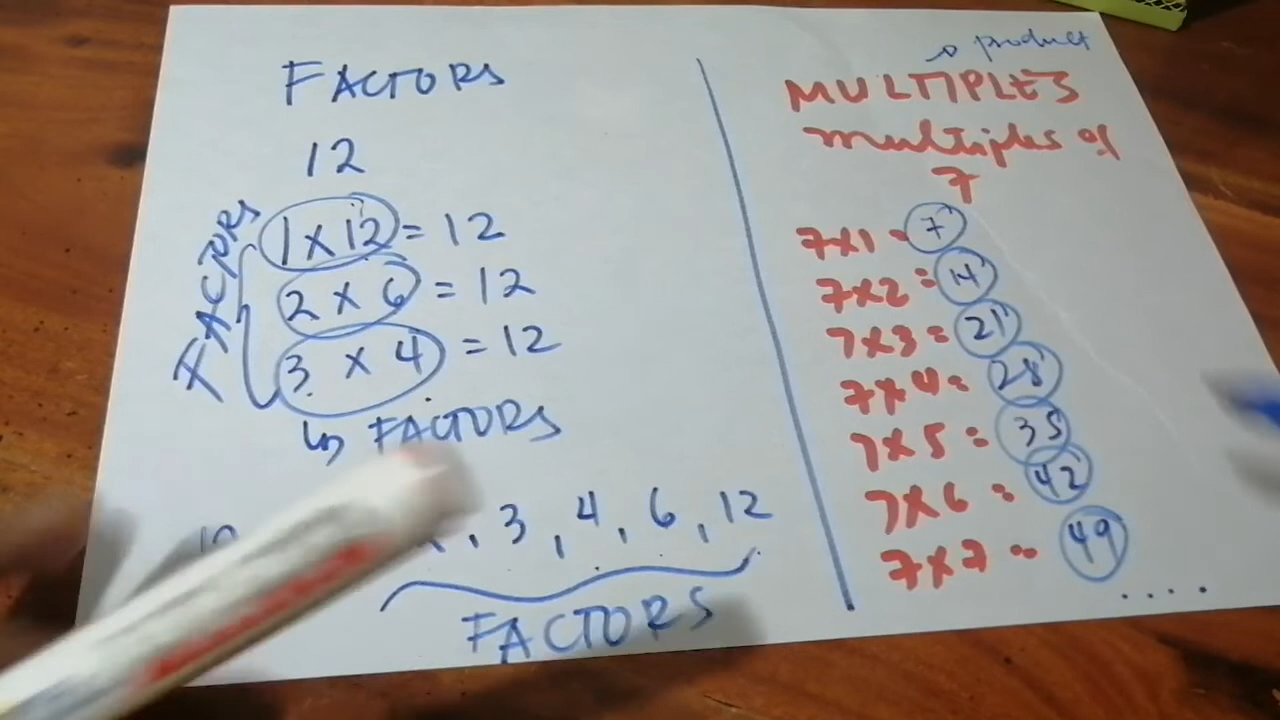 FACTORS
12
FACTORS
1 x 12 = 12
2 x 6 = 12
3 x 4 = 12
↳ FACTORS
, 3, 4, 6, 12
FACTORS
→ product
MULTIPLES
multiples of
7
7x1 = 7
7x2 = 14
7x3 = 21
7x4 = 28
7x5 = 35
7x6 = 42
7x7 = 49
....